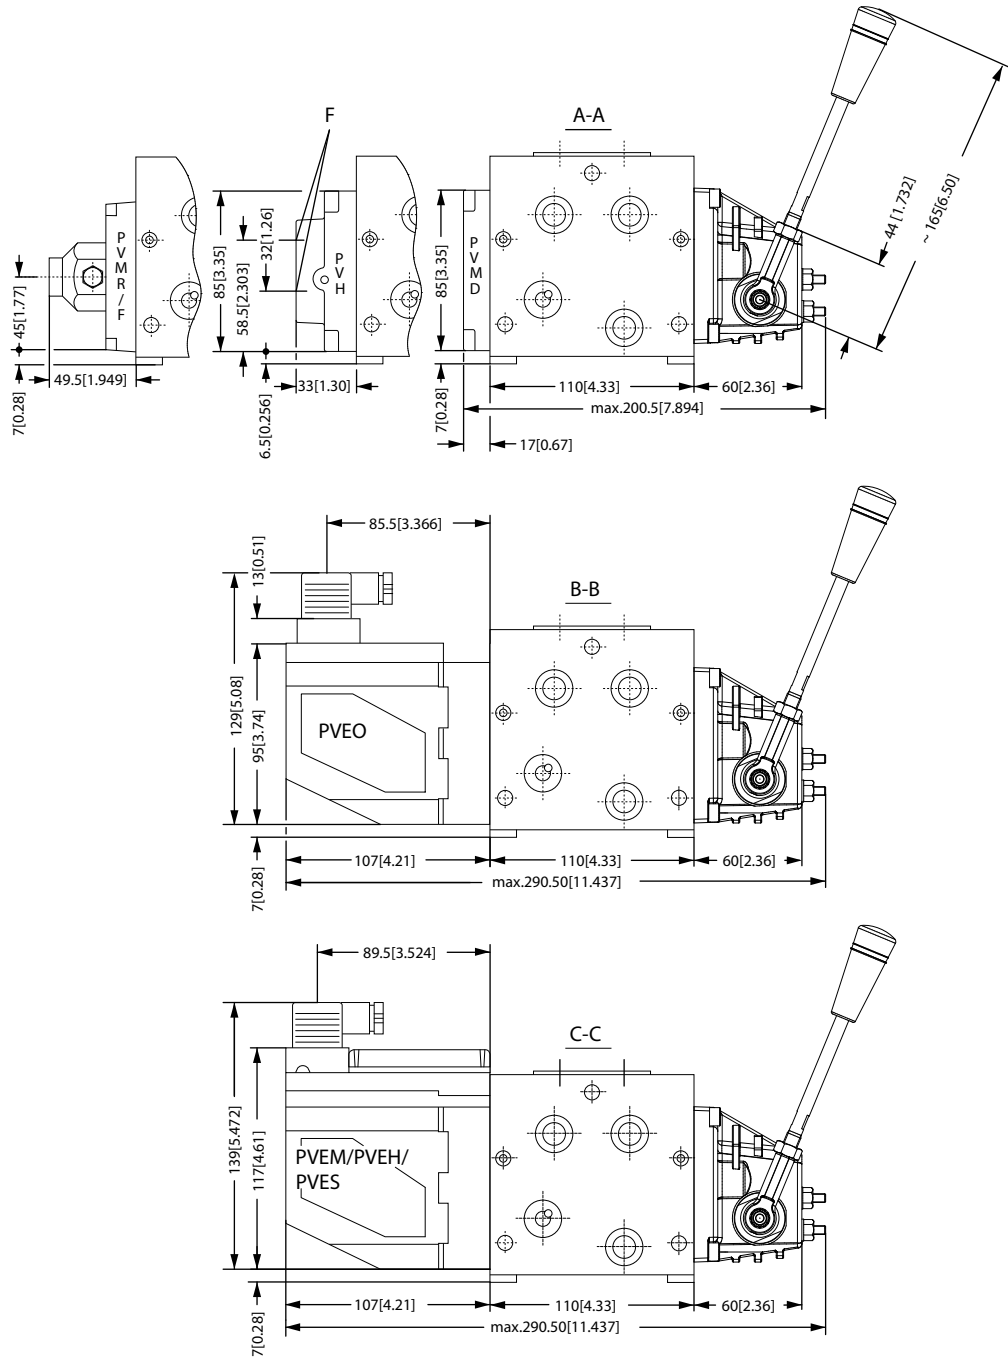 F
A-A
PVMR/F
PVH
PVMD
45[1.77]
7[0.28]
49.5[1.949]
85[3.35]
58.5[2.303]
32[1.26]
6.5[0.256]
33[1.30]
85[3.35]
7[0.28]
110[4.33]
60[2.36]
max.200.5[7.894]
17[0.67]
44 [1.732]
~ 165[6.50]
85.5[3.366]
13[0.51]
B-B
129[5.08]
95[3.74]
PVEO
7[0.28]
107[4.21]
110[4.33]
60[2.36]
max.290.50[11.437]
89.5[3.524]
C-C
139[5.472]
117[4.61]
PVEM/PVEH/
PVES
7[0.28]
107[4.21]
110[4.33]
60[2.36]
max.290.50[11.437]